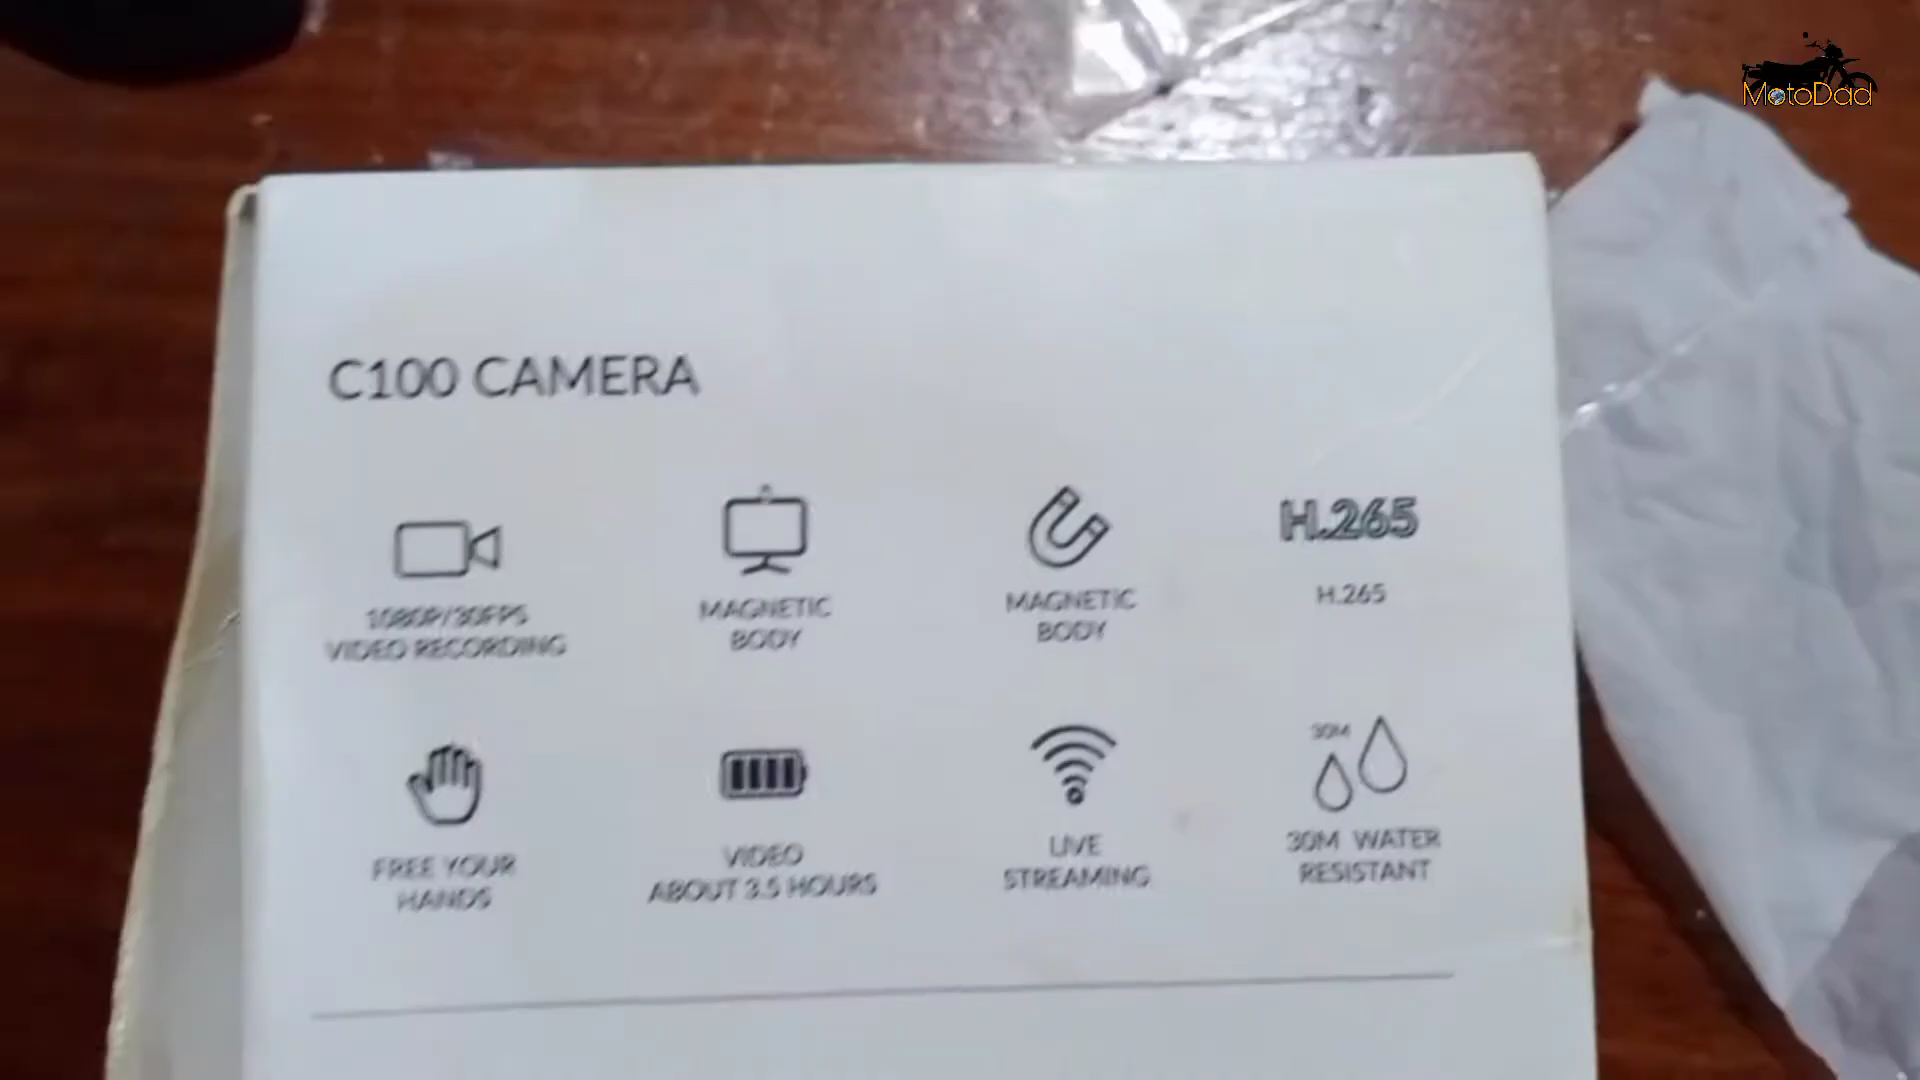 MotoDad
C100 CAMERA
H.265
1080P/30FPS
VIDEO RECORDING
MAGNETIC
BODY
MAGNETIC
BODY
H.265
FREE YOUR
HANDS
VIDEO
ABOUT 3.5 HOURS
LIVE
STREAMING
30M
30M WATER
RESISTANT